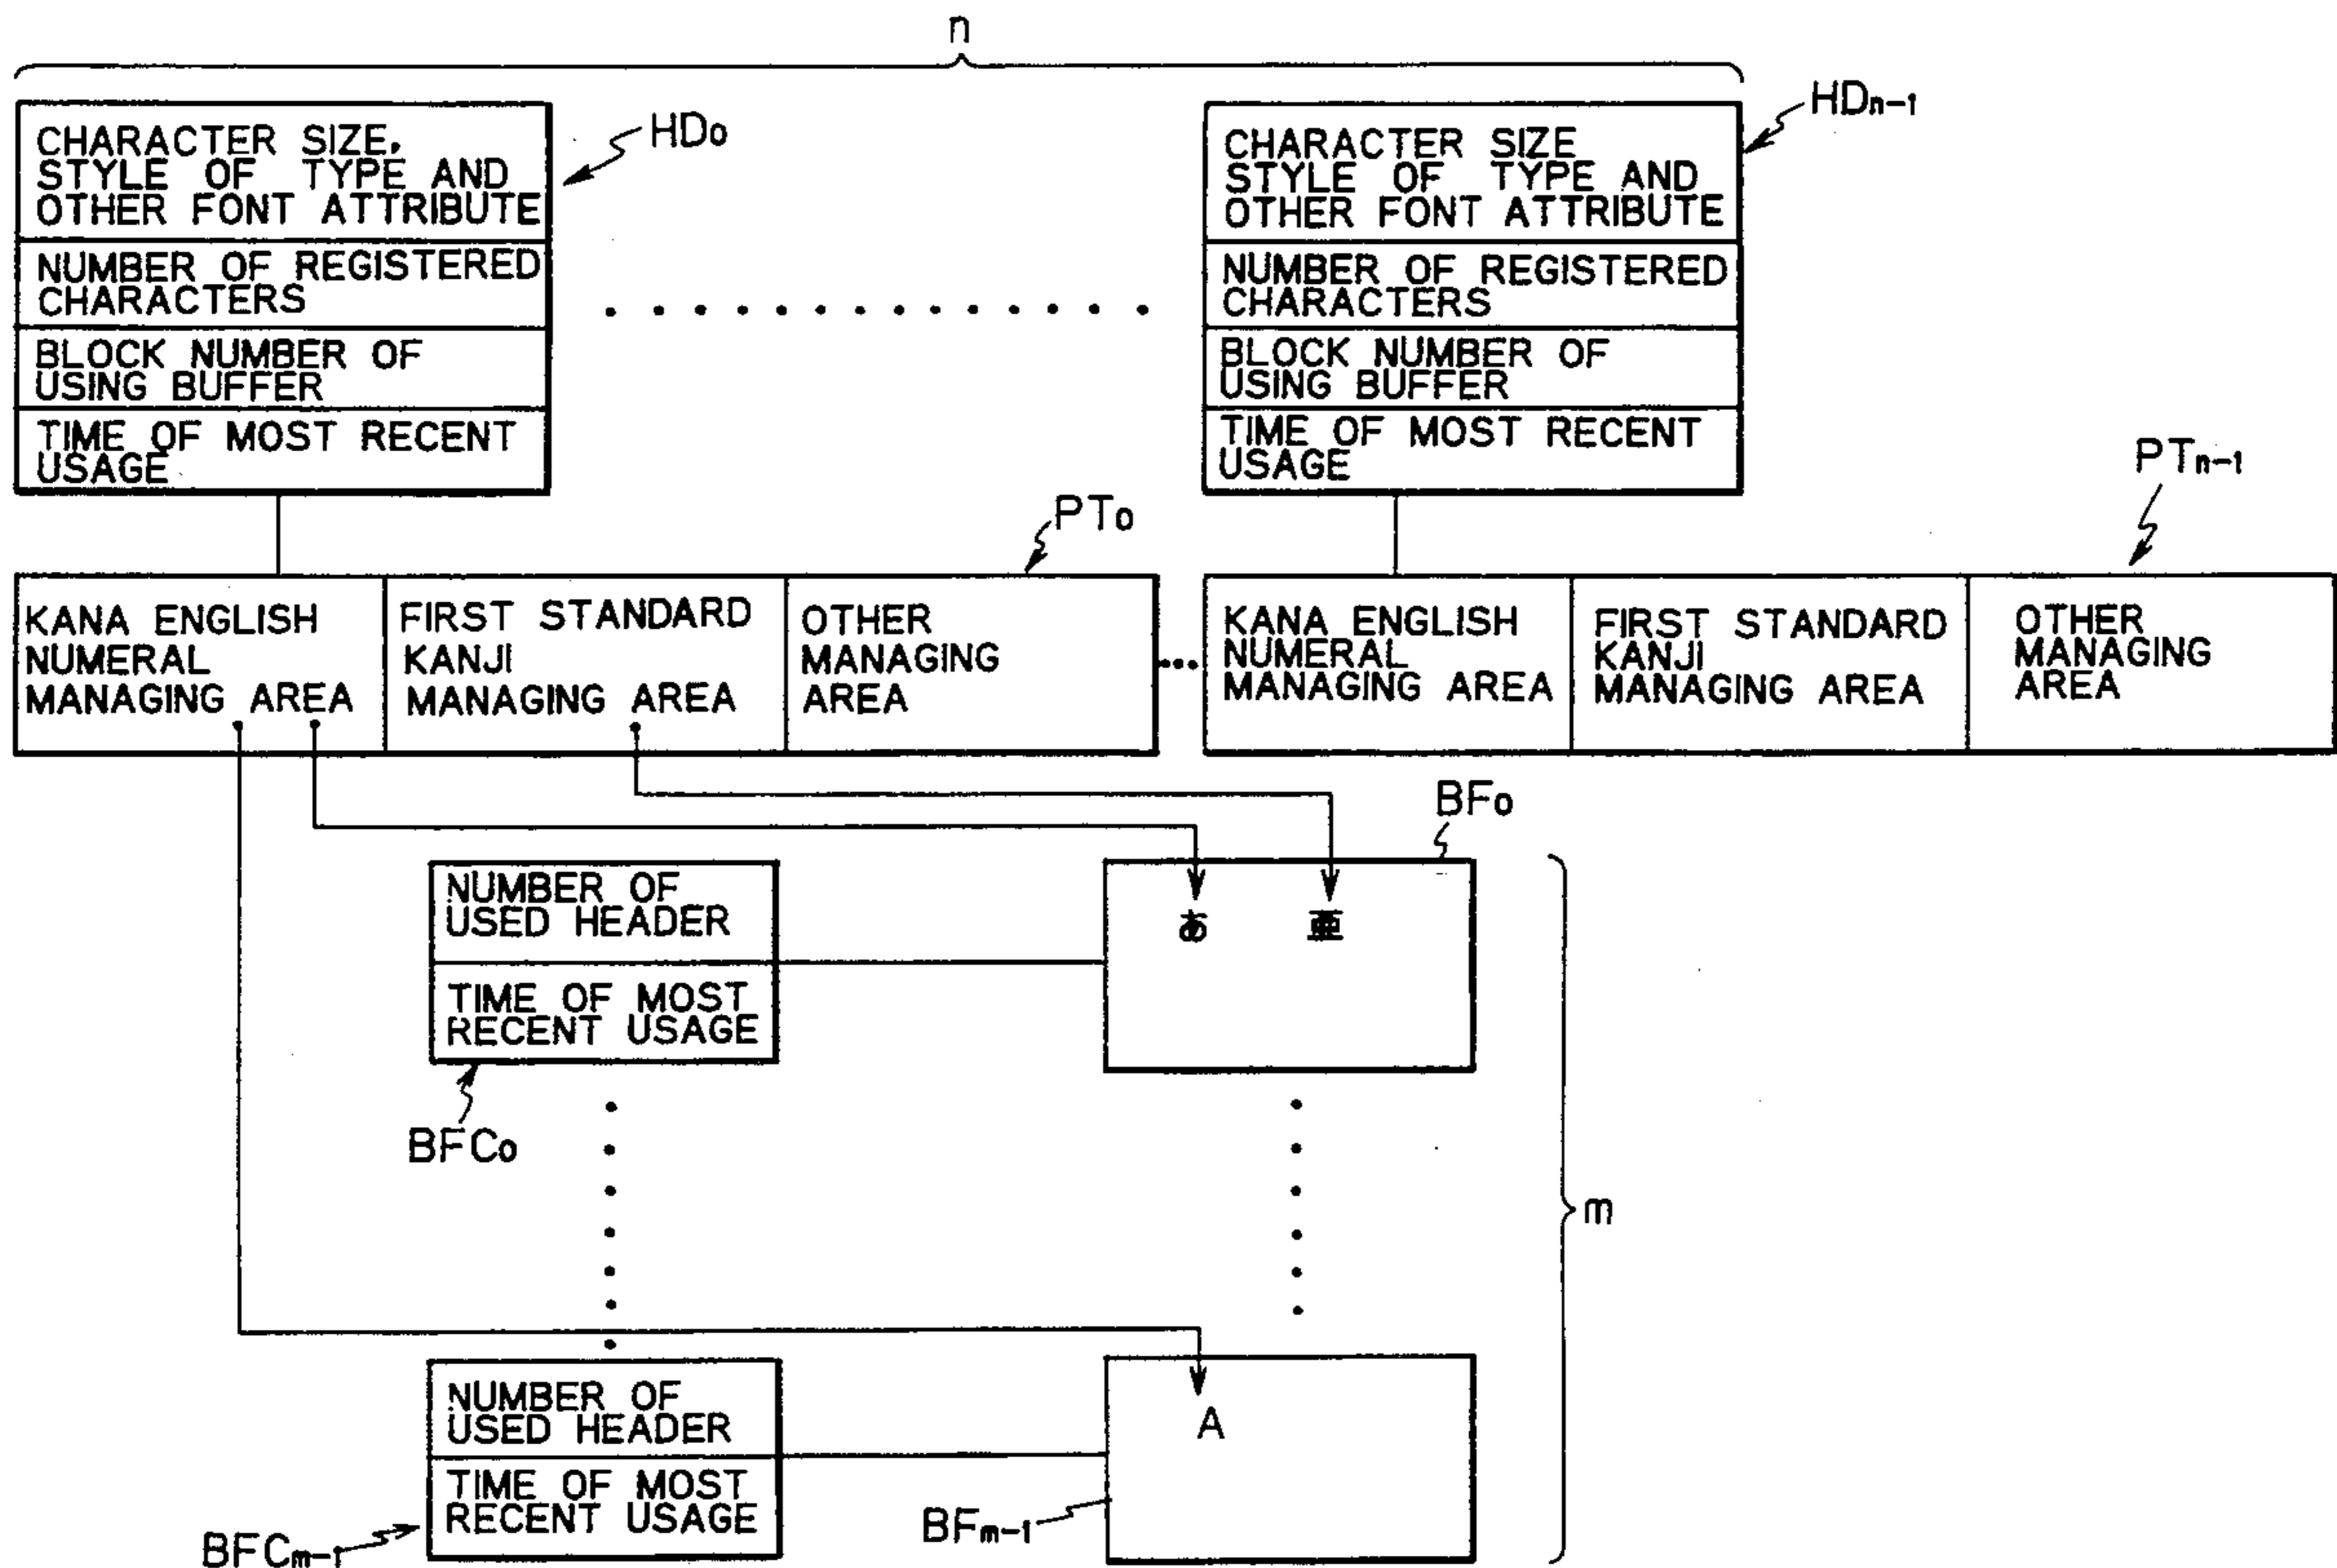 n
CHARACTER SIZE.
STYLE OF TYPE AND
OTHER FONT ATTRIBUTE
NUMBER OF REGISTERED
CHARACTERS
BLOCK NUMBER OF
USING BUFFER
TIME OF MOST RECENT
USAGE
HD0
CHARACTER SIZE
STYLE OF TYPE AND
OTHER FONT ATTRIBUTE
NUMBER OF REGISTERED
CHARACTERS
BLOCK NUMBER OF
USING BUFFER
TIME OF MOST RECENT
USAGE
HDn-1
PT0
PTn-1
KANA ENGLISH
NUMERAL
MANAGING AREA
FIRST STANDARD
KANJI
MANAGING AREA
OTHER
MANAGING
AREA
KANA ENGLISH
NUMERAL
MANAGING AREA
FIRST STANDARD
KANJI
MANAGING AREA
OTHER
MANAGING
AREA
BF0
NUMBER OF
USED HEADER
TIME OF MOST
RECENT USAGE
BFC0
あ 亜
m
NUMBER OF
USED HEADER
TIME OF MOST
RECENT USAGE
BFCm-1
A
BFm-1